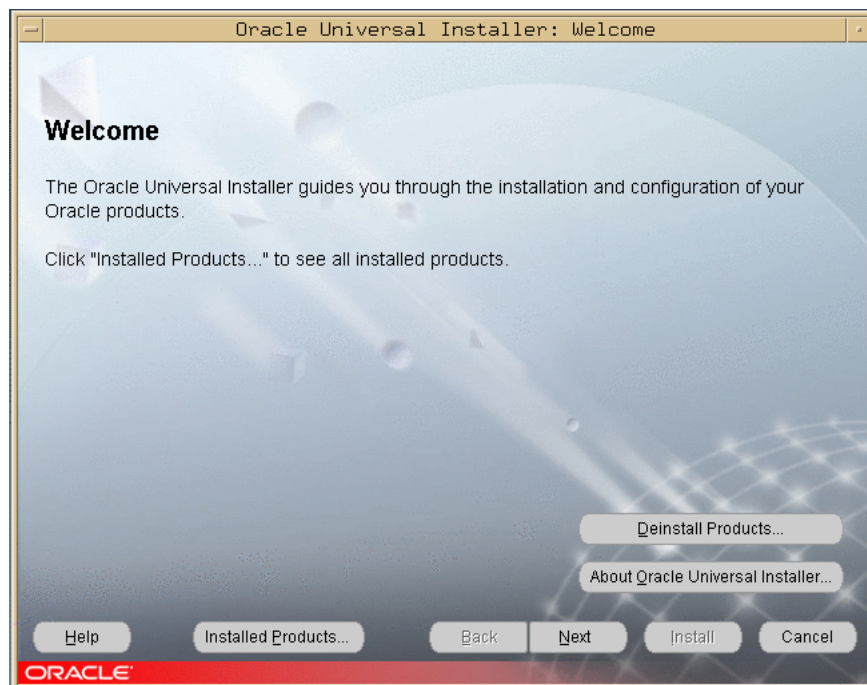 Oracle Universal Installer: Welcome
Welcome
The Oracle Universal Installer guides you through the installation and configuration of your
Oracle products.
Click "Installed Products..." to see all installed products.
Deinstall Products...
About Oracle Universal Installer...
Help
Installed Products...
Back
Next
Install
Cancel
ORACLE